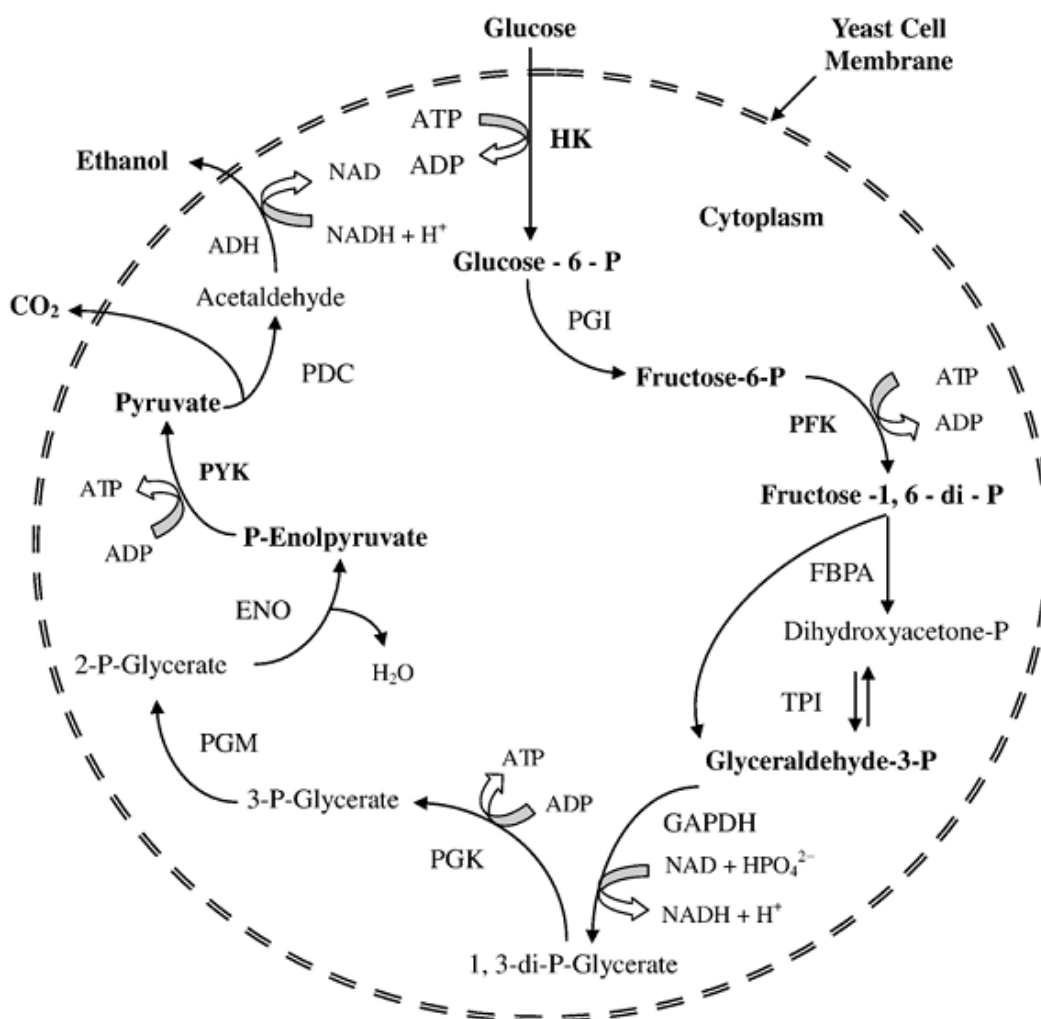 Glucose
Yeast Cell
Membrane
ATP
HK
ADP
Ethanol
NAD
NADH + H⁺
ADH
Cytoplasm
Glucose - 6 - P
Acetaldehyde
CO₂
PGI
PDC
Fructose-6-P
ATP
Pyruvate
PFK
ADP
PYK
ATP
Fructose -1, 6 - di - P
P-Enolpyruvate
ADP
FBPA
ENO
Dihydroxyacetone-P
2-P-Glycerate
H₂O
TPI
PGM
ATP
Glyceraldehyde-3-P
3-P-Glycerate
ADP
GAPDH
PGK
NAD + HPO₄²⁻
NADH + H⁺
1, 3-di-P-Glycerate